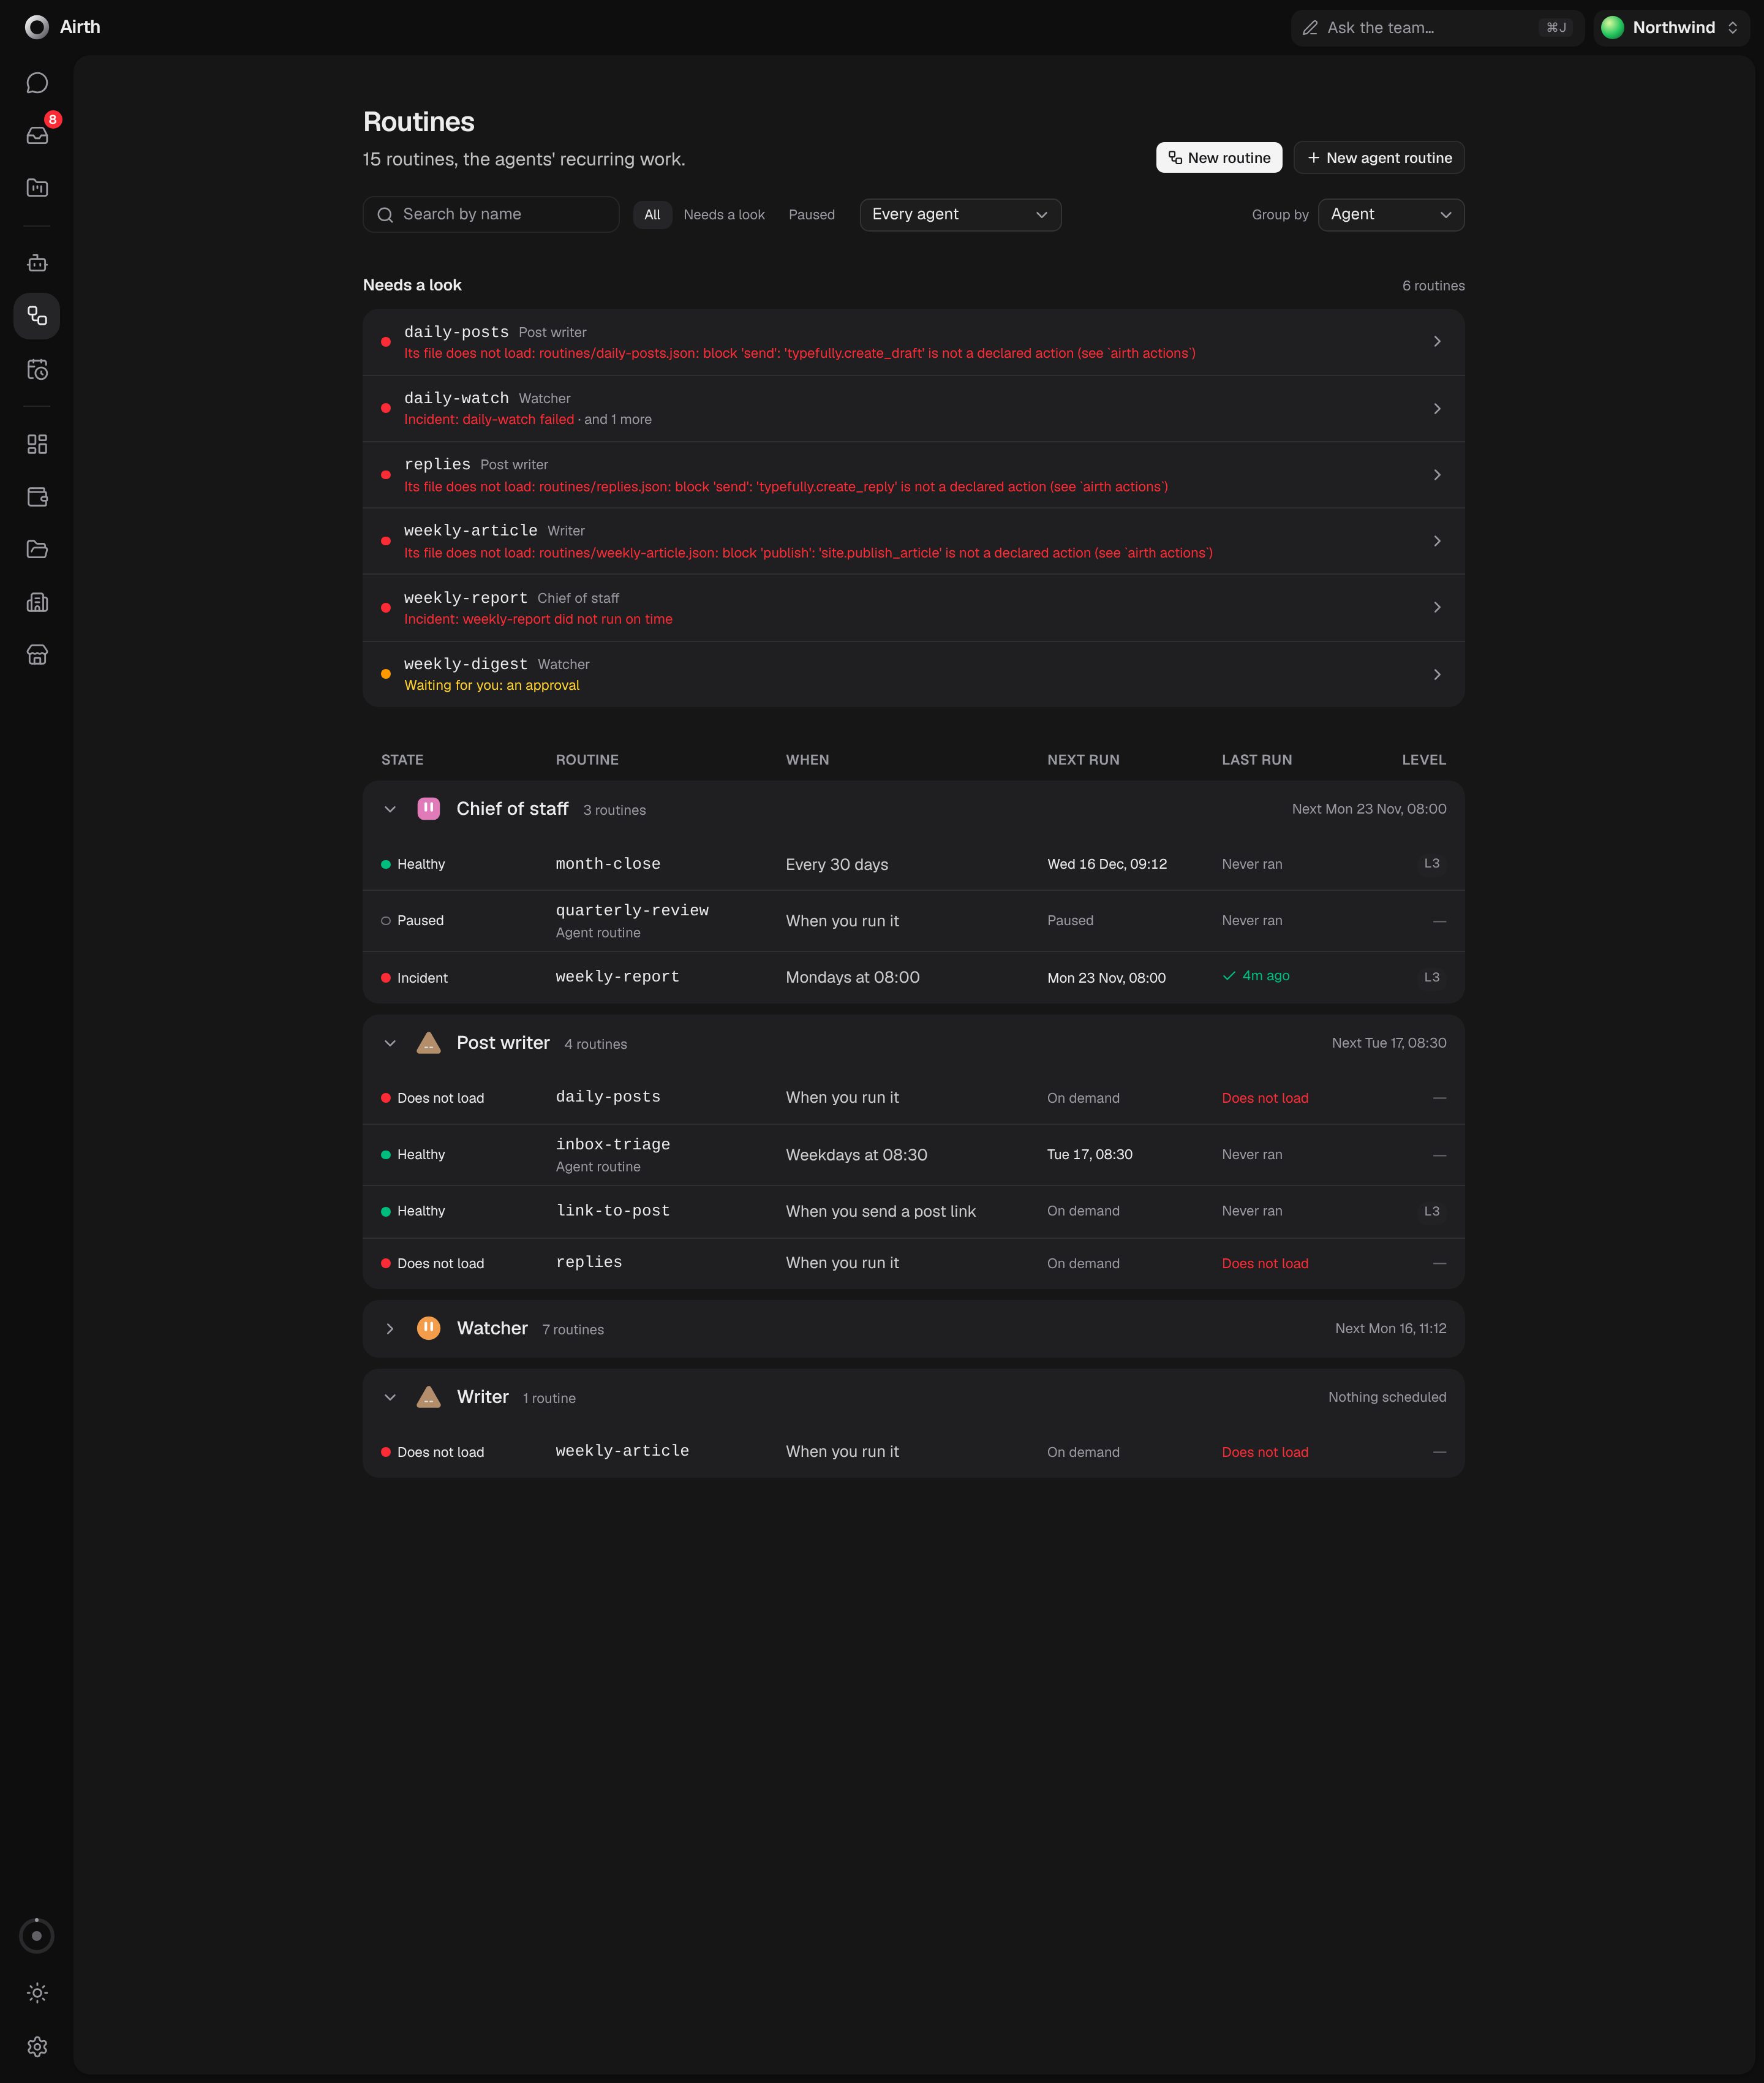 Airth
Ask the team...
⌘J
Northwind
8
Routines
15 routines, the agents' recurring work.
New routine
New agent routine
Search by name
All
Needs a look
Paused
Every agent
Group by
Agent
Needs a look
6 routines
daily-posts Post writer
Its file does not load: routines/daily-posts.json: block 'send': 'typefully.create_draft' is not a declared action (see `airth actions`)
daily-watch Watcher
Incident: daily-watch failed · and 1 more
replies Post writer
Its file does not load: routines/replies.json: block 'send': 'typefully.create_reply' is not a declared action (see `airth actions`)
weekly-article Writer
Its file does not load: routines/weekly-article.json: block 'publish': 'site.publish_article' is not a declared action (see `airth actions`)
weekly-report Chief of staff
Incident: weekly-report did not run on time
weekly-digest Watcher
Waiting for you: an approval
STATE ROUTINE WHEN NEXT RUN LAST RUN LEVEL
Chief of staff 3 routines Next Mon 23 Nov, 08:00
Healthy month-close Every 30 days Wed 16 Dec, 09:12 Never ran L3
Paused quarterly-review When you run it Paused Never ran —
Agent routine
Incident weekly-report Mondays at 08:00 Mon 23 Nov, 08:00 4m ago L3
Post writer 4 routines Next Tue 17, 08:30
Does not load daily-posts When you run it On demand Does not load —
Healthy inbox-triage Weekdays at 08:30 Tue 17, 08:30 Never ran —
Agent routine
Healthy link-to-post When you send a post link On demand Never ran L3
Does not load replies When you run it On demand Does not load —
Watcher 7 routines Next Mon 16, 11:12
Writer 1 routine Nothing scheduled
Does not load weekly-article When you run it On demand Does not load —